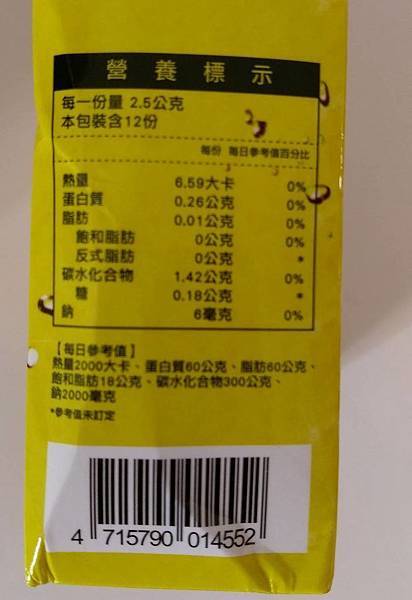 營養標示
每一份量 2.5公克
本包裝含12份
每份 每日參考值百分比
熱量 6.59大卡 0%
蛋白質 0.26公克 0%
脂肪 0.01公克 0%
飽和脂肪 0公克 0%
反式脂肪 0公克 *
碳水化合物 1.42公克 0%
糖 0.18公克 *
鈉 6毫克 0%
【每日參考值】
熱量2000大卡、蛋白質60公克、脂肪60公克、
飽和脂肪18公克、碳水化合物300公克、
鈉2000毫克
*參考值未訂定
4 715790 014552